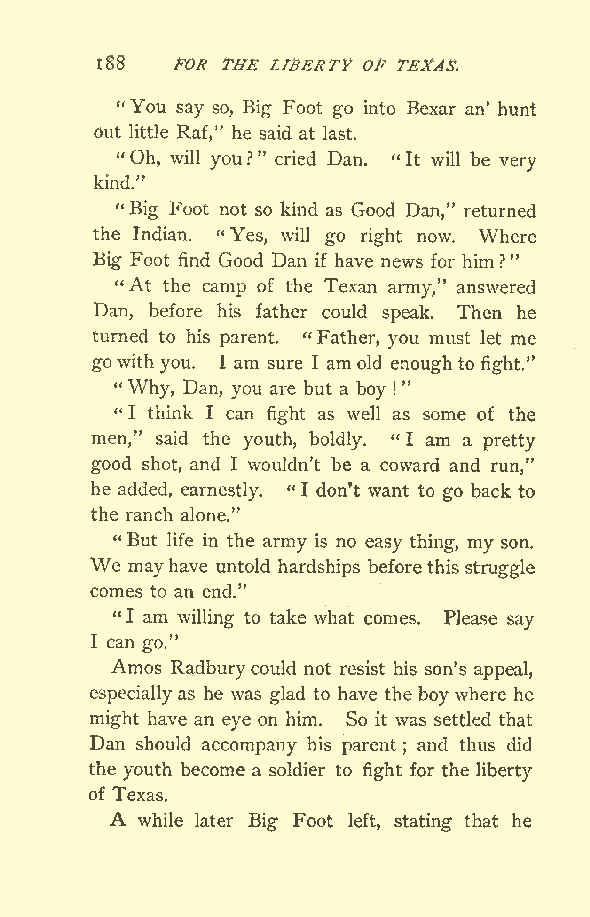 188 FOR THE LIBERTY OF TEXAS.
"You say so, Big Foot go into Bexar an' hunt
out little Raf," he said at last.
"Oh, will you?" cried Dan. "It will be very
kind."
"Big Foot not so kind as Good Dan," returned
the Indian. "Yes, will go right now. Where
Big Foot find Good Dan if have news for him?"
"At the camp of the Texan army," answered
Dan, before his father could speak. Then he
turned to his parent. "Father, you must let me
go with you. I am sure I am old enough to fight."
"Why, Dan, you are but a boy!"
"I think I can fight as well as some of the
men," said the youth, boldly. "I am a pretty
good shot, and I wouldn't be a coward and run,"
he added, earnestly. "I don't want to go back to
the ranch alone."
"But life in the army is no easy thing, my son.
We may have untold hardships before this struggle
comes to an end."
"I am willing to take what comes. Please say
I can go."
Amos Radbury could not resist his son's appeal,
especially as he was glad to have the boy where he
might have an eye on him. So it was settled that
Dan should accompany his parent; and thus did
the youth become a soldier to fight for the liberty
of Texas.
A while later Big Foot left, stating that he